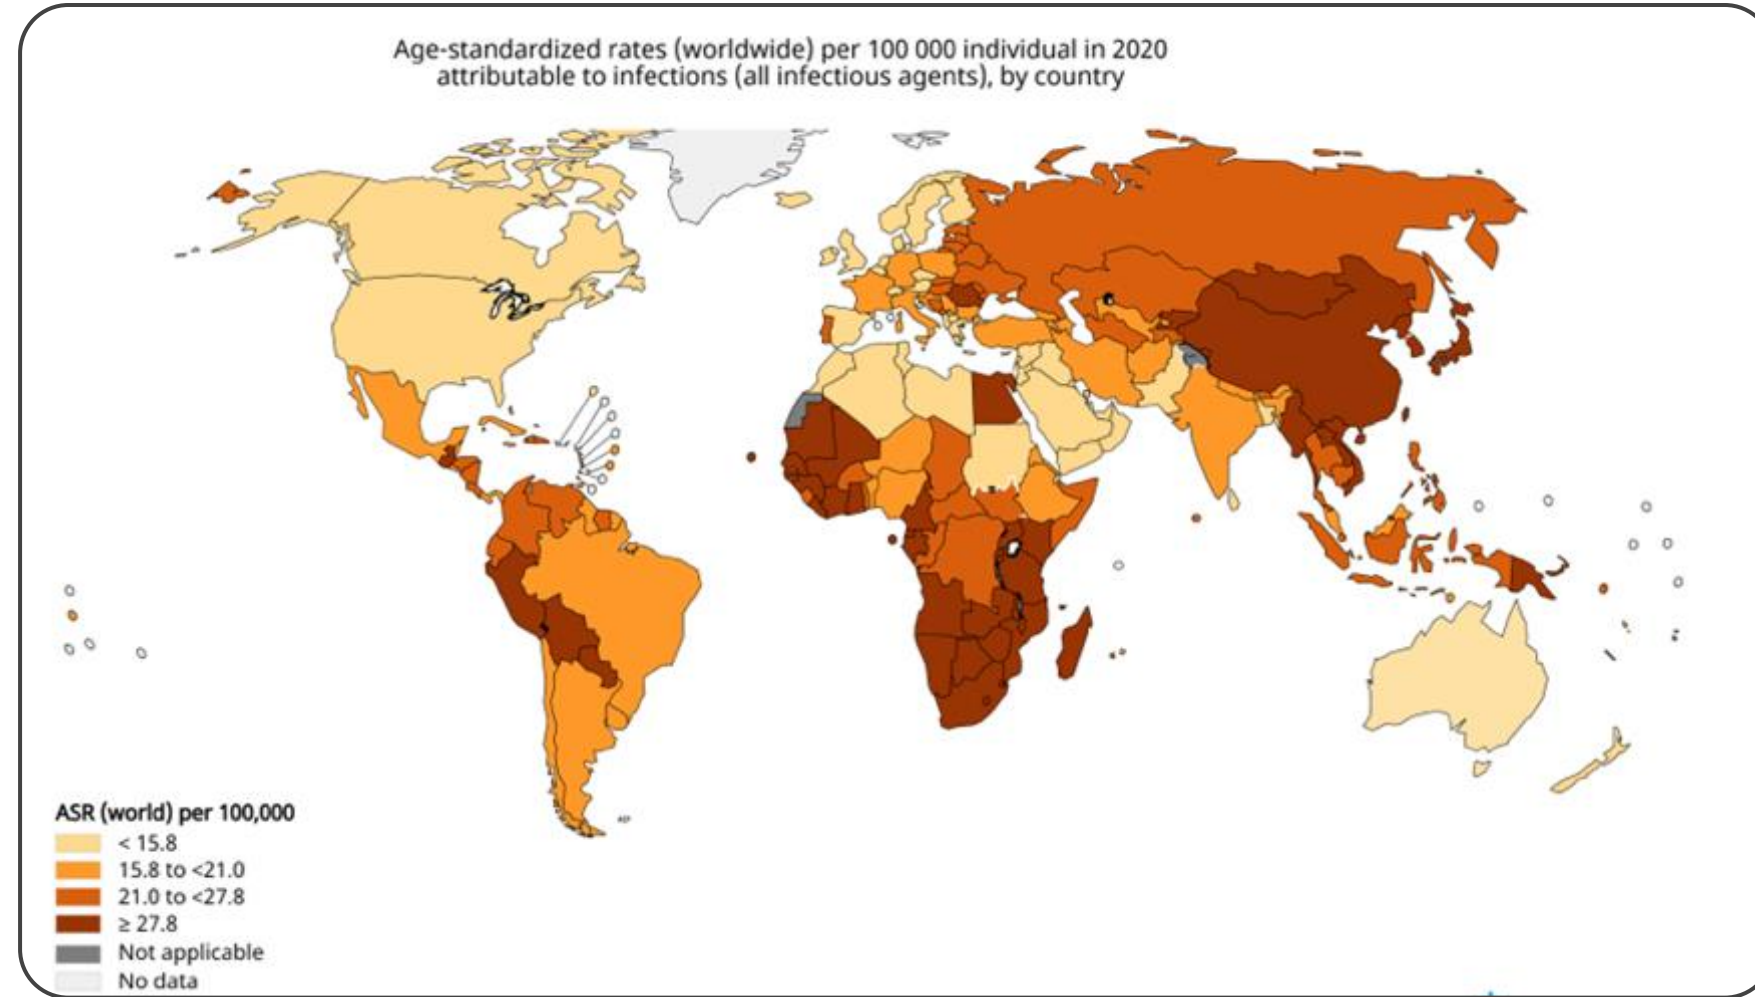 Age-standardized rates (worldwide) per 100 000 individual in 2020
attributable to infections (all infectious agents), by country
ASR (world) per 100,000
< 15.8
15.8 to <21.0
21.0 to <27.8
≥ 27.8
Not applicable
No data